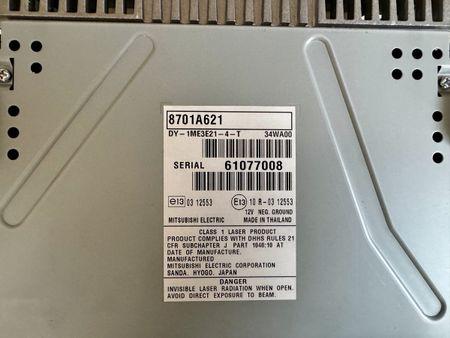 8701A621
DY-1ME3E21-4-T 34WA00
SERIAL 61077008
e13 03 12553 E13 10 R-03 12553
12V NEG. GROUND
MITSUBISHI ELECTRIC MADE IN THAILAND
CLASS 1 LASER PRODUCT
PRODUCT COMPLIES WITH DHHS RULES 21
CFR SUBCHAPTER J PART 1040:10 AT
DATE OF MANUFACTURE.
MANUFACTURED
MITSUBISHI ELECTRIC CORPORATION
SANDA, HYOGO, JAPAN
DANGER
INVISIBLE LASER RADIATION WHEN OPEN.
AVOID DIRECT EXPOSURE TO BEAM.